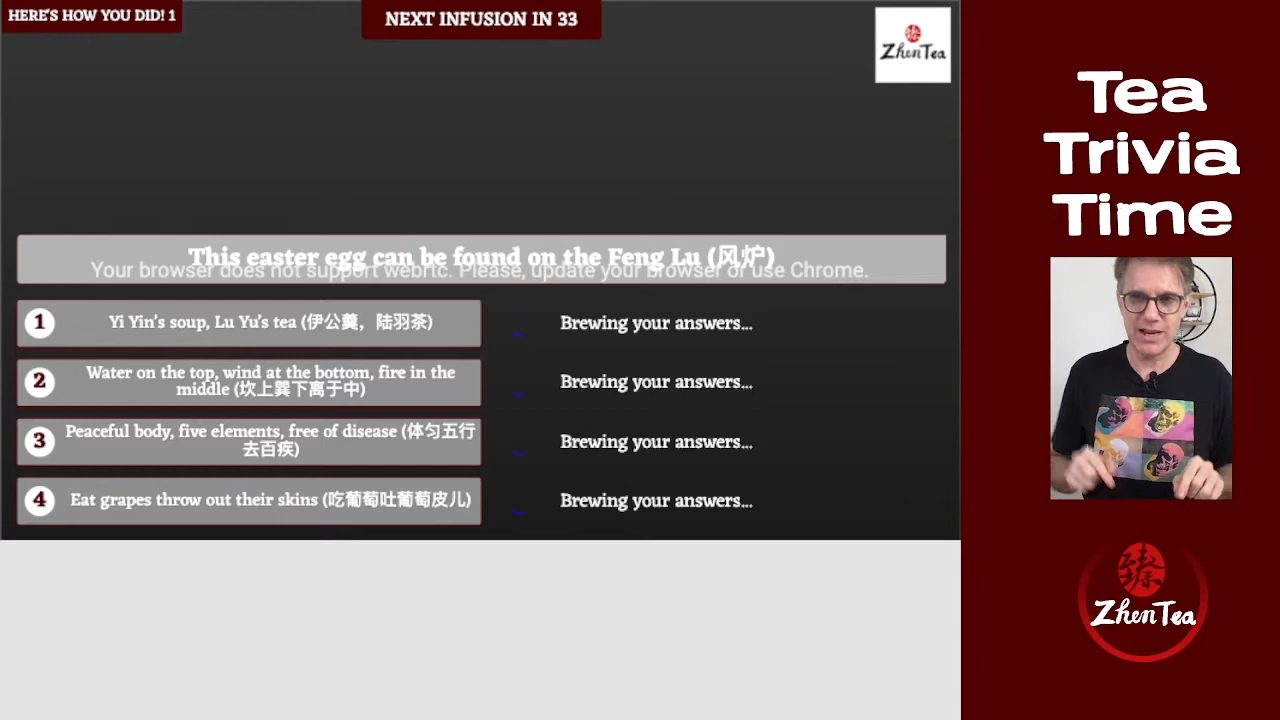 HERE'S HOW YOU DID! 1
NEXT INFUSION IN 33
ZhenTea
Tea
Trivia
Time
This easter egg can be found on the Feng Lu (风炉)
Your browser does not support webrtc. Please, update your browser or use Chrome.
1 Yi Yin's soup, Lu Yu's tea (伊公羹，陆羽茶)
Brewing your answers...
2 Water on the top, wind at the bottom, fire in the
middle (坎上巽下离于中)
Brewing your answers...
3 Peaceful body, five elements, free of disease (体匀五行
去百疾)
Brewing your answers...
4 Eat grapes throw out their skins (吃葡萄吐葡萄皮儿)
Brewing your answers...
臻
ZhenTea